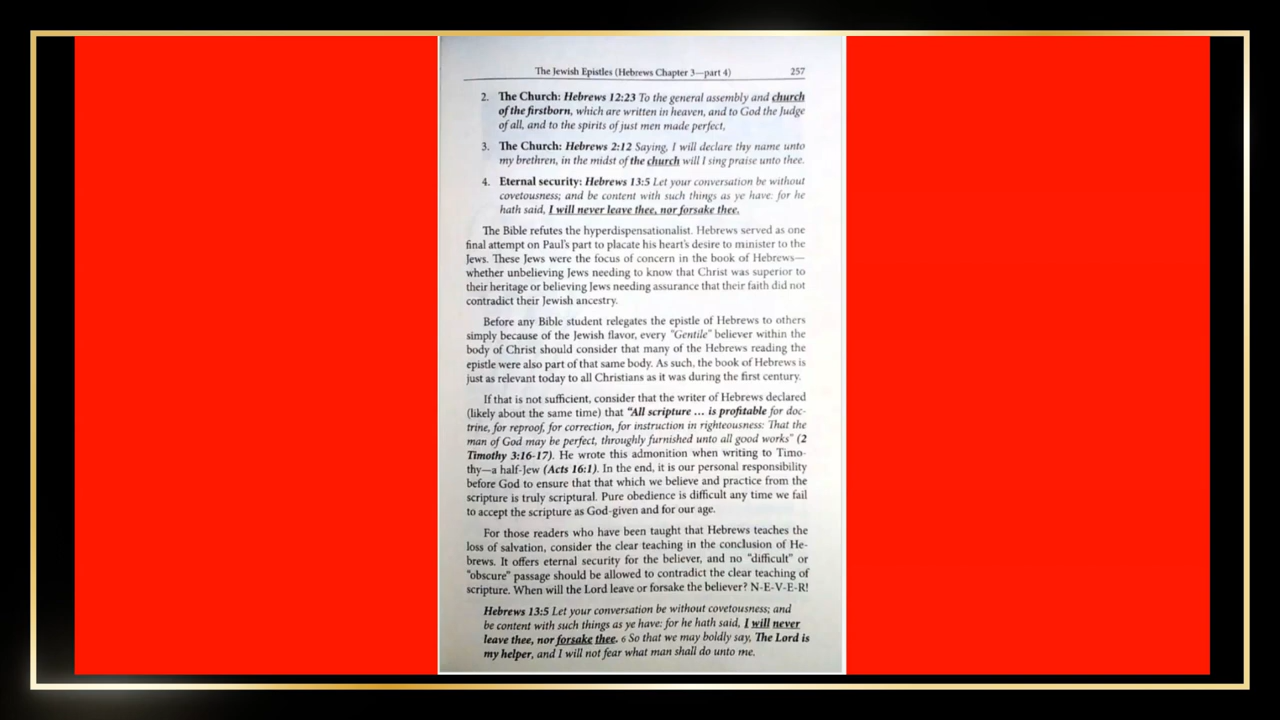 The Jewish Epistles (Hebrews Chapter 3—part 4) 257
2. The Church: Hebrews 12:23 To the general assembly and church
of the firstborn, which are written in heaven, and to God the Judge
of all, and to the spirits of just men made perfect,
3. The Church: Hebrews 2:12 Saying, I will declare thy name unto
my brethren, in the midst of the church will I sing praise unto thee.
4. Eternal security: Hebrews 13:5 Let your conversation be without
covetousness; and be content with such things as ye have: for he
hath said, I will never leave thee, nor forsake thee.
The Bible refutes the hyperdispensationalist. Hebrews served as one
final attempt on Paul's part to placate his heart's desire to minister to the
Jews. These Jews were the focus of concern in the book of Hebrews—
whether unbelieving Jews needing to know that Christ was superior to
their heritage or believing Jews needing assurance that their faith did not
contradict their Jewish ancestry.
Before any Bible student relegates the epistle of Hebrews to others
simply because of the Jewish flavor, every "Gentile" believer within the
body of Christ should consider that many of the Hebrews reading the
epistle were also part of that same body. As such, the book of Hebrews is
just as relevant today to all Christians as it was during the first century.
If that is not sufficient, consider that the writer of Hebrews declared
(likely about the same time) that "All scripture ... is profitable for doc-
trine, for reproof, for correction, for instruction in righteousness: That the
man of God may be perfect, throughly furnished unto all good works" (2
Timothy 3:16-17). He wrote this admonition when writing to Timo-
thy—a half-Jew (Acts 16:1). In the end, it is our personal responsibility
before God to ensure that that which we believe and practice from the
scripture is truly scriptural. Pure obedience is difficult any time we fail
to accept the scripture as God-given and for our age.
For those readers who have been taught that Hebrews teaches the
loss of salvation, consider the clear teaching in the conclusion of He-
brews. It offers eternal security for the believer, and no "difficult" or
"obscure" passage should be allowed to contradict the clear teaching of
scripture. When will the Lord leave or forsake the believer? N-E-V-E-R!
Hebrews 13:5 Let your conversation be without covetousness; and
be content with such things as ye have: for he hath said, I will never
leave thee, nor forsake thee. 6 So that we may boldly say, The Lord is
my helper, and I will not fear what man shall do unto me.